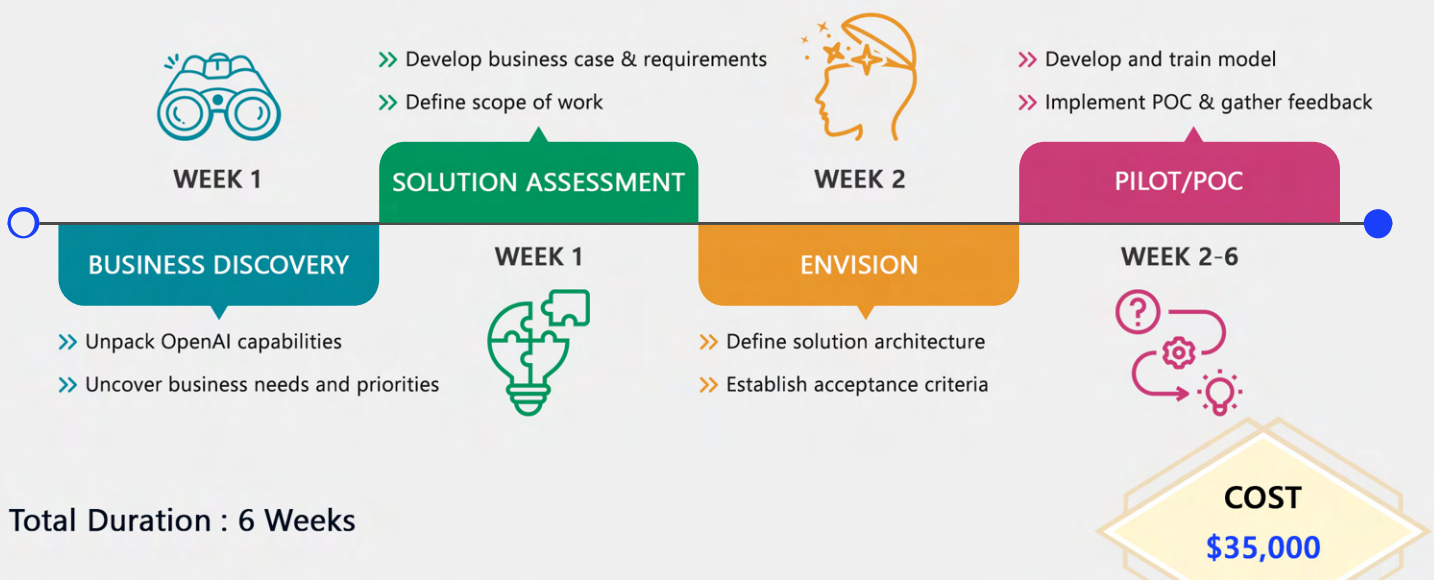 WEEK 1
BUSINESS DISCOVERY
Unpack OpenAI capabilities
Uncover business needs and priorities
Develop business case & requirements
Define scope of work
SOLUTION ASSESSMENT
WEEK 1
WEEK 2
ENVISION
Define solution architecture
Establish acceptance criteria
Develop and train model
Implement POC & gather feedback
PILOT/POC
WEEK 2-6
?
Total Duration : 6 Weeks
COST
$35,000